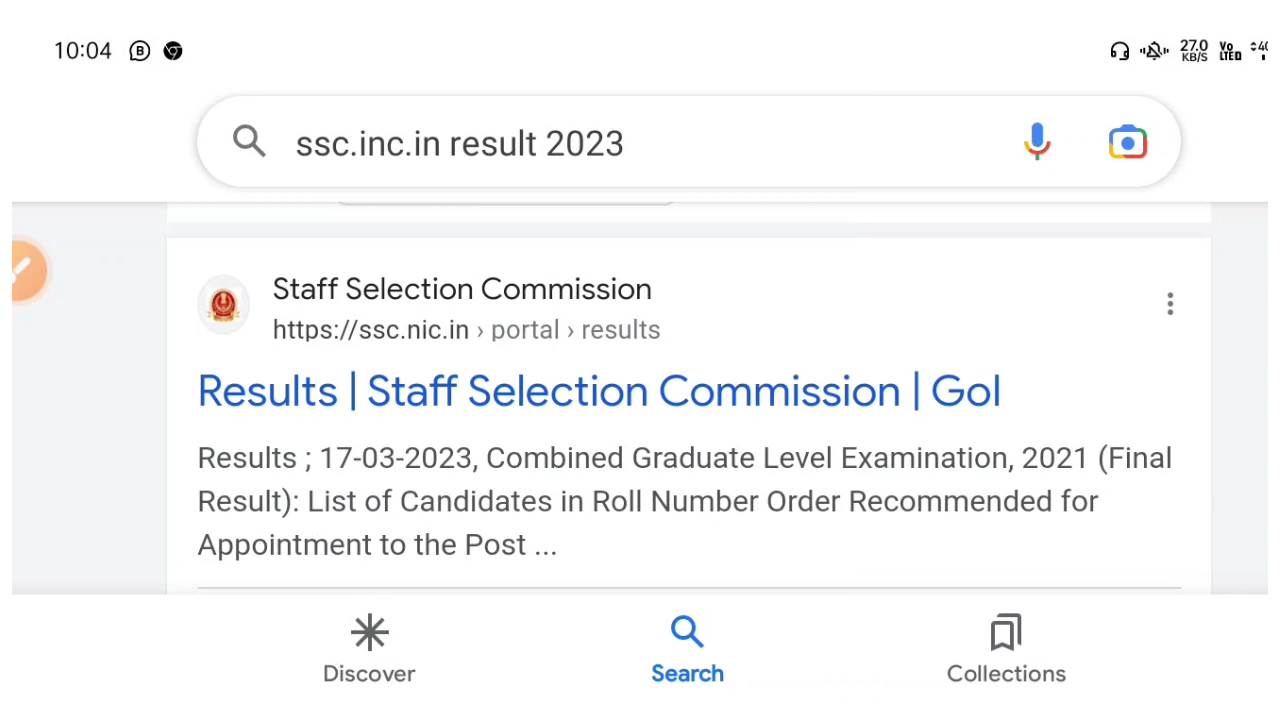 10:04
27.0
KB/S
Vo
LTE
ssc.inc.in result 2023
Staff Selection Commission
https://ssc.nic.in › portal › results
Results | Staff Selection Commission | GoI
Results ; 17-03-2023, Combined Graduate Level Examination, 2021 (Final
Result): List of Candidates in Roll Number Order Recommended for
Appointment to the Post ...
Discover
Search
Collections